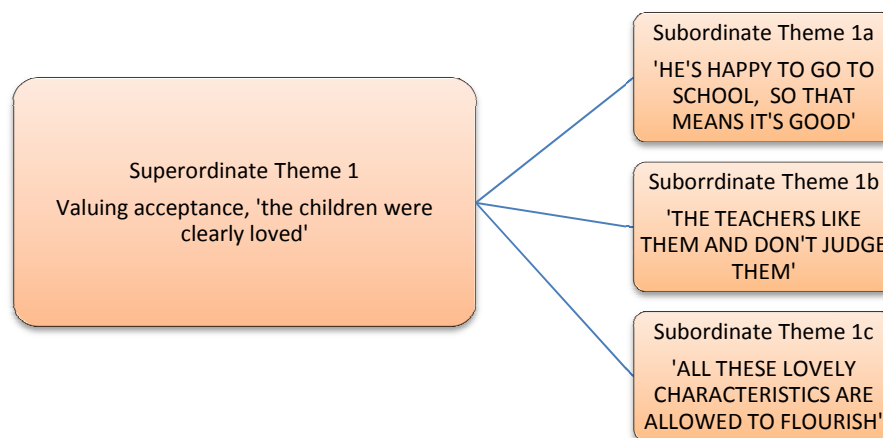 Superordinate Theme 1
Valuing acceptance, 'the children were
clearly loved'
Subordinate Theme 1a
'HE'S HAPPY TO GO TO
SCHOOL, SO THAT
MEANS IT'S GOOD'
Suborrdinate Theme 1b
'THE TEACHERS LIKE
THEM AND DON'T JUDGE
THEM'
Subordinate Theme 1c
'ALL THESE LOVELY
CHARACTERISTICS ARE
ALLOWED TO FLOURISH'